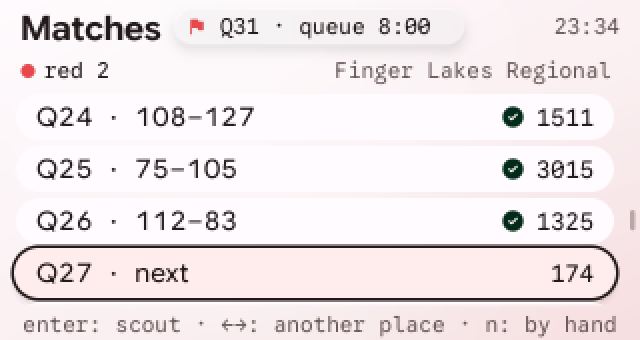 Matches Q31 · queue 8:00 23:34
red 2 Finger Lakes Regional
Q24 · 108–127 1511
Q25 · 75–105 3015
Q26 · 112–83 1325
Q27 · next 174
enter: scout · ↔: another place · n: by hand